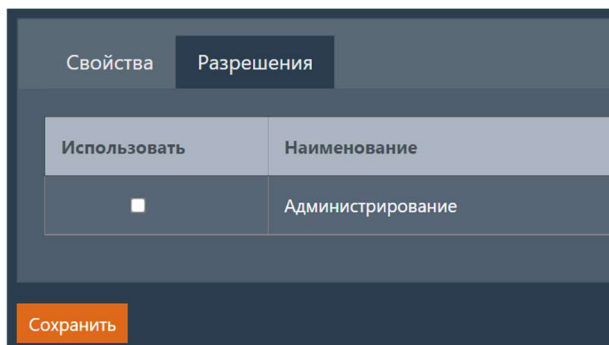 Свойства Разрешения
Использовать Наименование
Администрирование
Сохранить